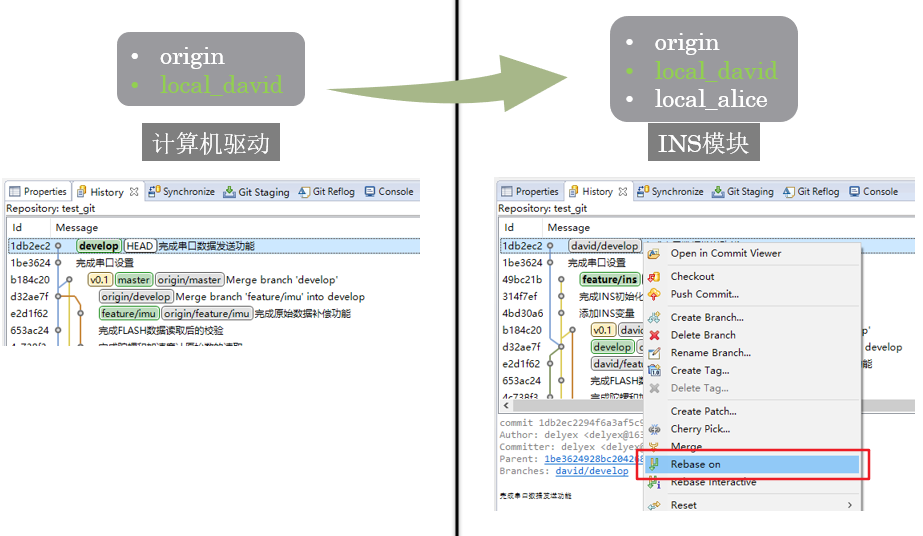 origin
local_david
计算机驱动
Properties History Synchronize Git Staging Git Reflog Console
Repository: test_git
Id Message
1db2ec2 develop HEAD 完成串口数据发送功能
1be3624 完成串口设置
b184c20 v0.1 master origin/master Merge branch 'develop'
d32ae7f origin/develop Merge branch 'feature/imu' into develop
e2d1f62 feature/imu origin/feature/imu 完成原始数据补偿功能
653ac24 完成FLASH数据读取后的校验
origin
local_david
local_alice
INS模块
Properties History Synchronize Git Staging Git Reflog Console
Repository: test_git
Id Message
1db2ec2 david/develop
1be3624 完成串口设置
49bc21b feature/ins
314f7ef 完成INS初始化
4bd30a6 添加INS变量
b184c20 v0.1 davi
d32ae7f develop
e2d1f62 david/featu
653ac24 完成FLASH数
4c738f3
commit 1db2ec2294f6a3af5c9
Author: delyex <delyex@163
Committer: delyex <delyex@
Parent: 1be3624928bc204268
Branches: david/develop
完成串口数据发送功能
Open in Commit Viewer
Checkout
Push Commit...
Create Branch...
Delete Branch
Rename Branch...
Create Tag...
Delete Tag...
Create Patch...
Cherry Pick...
Merge
Rebase on
Rebase Interactive
Reset